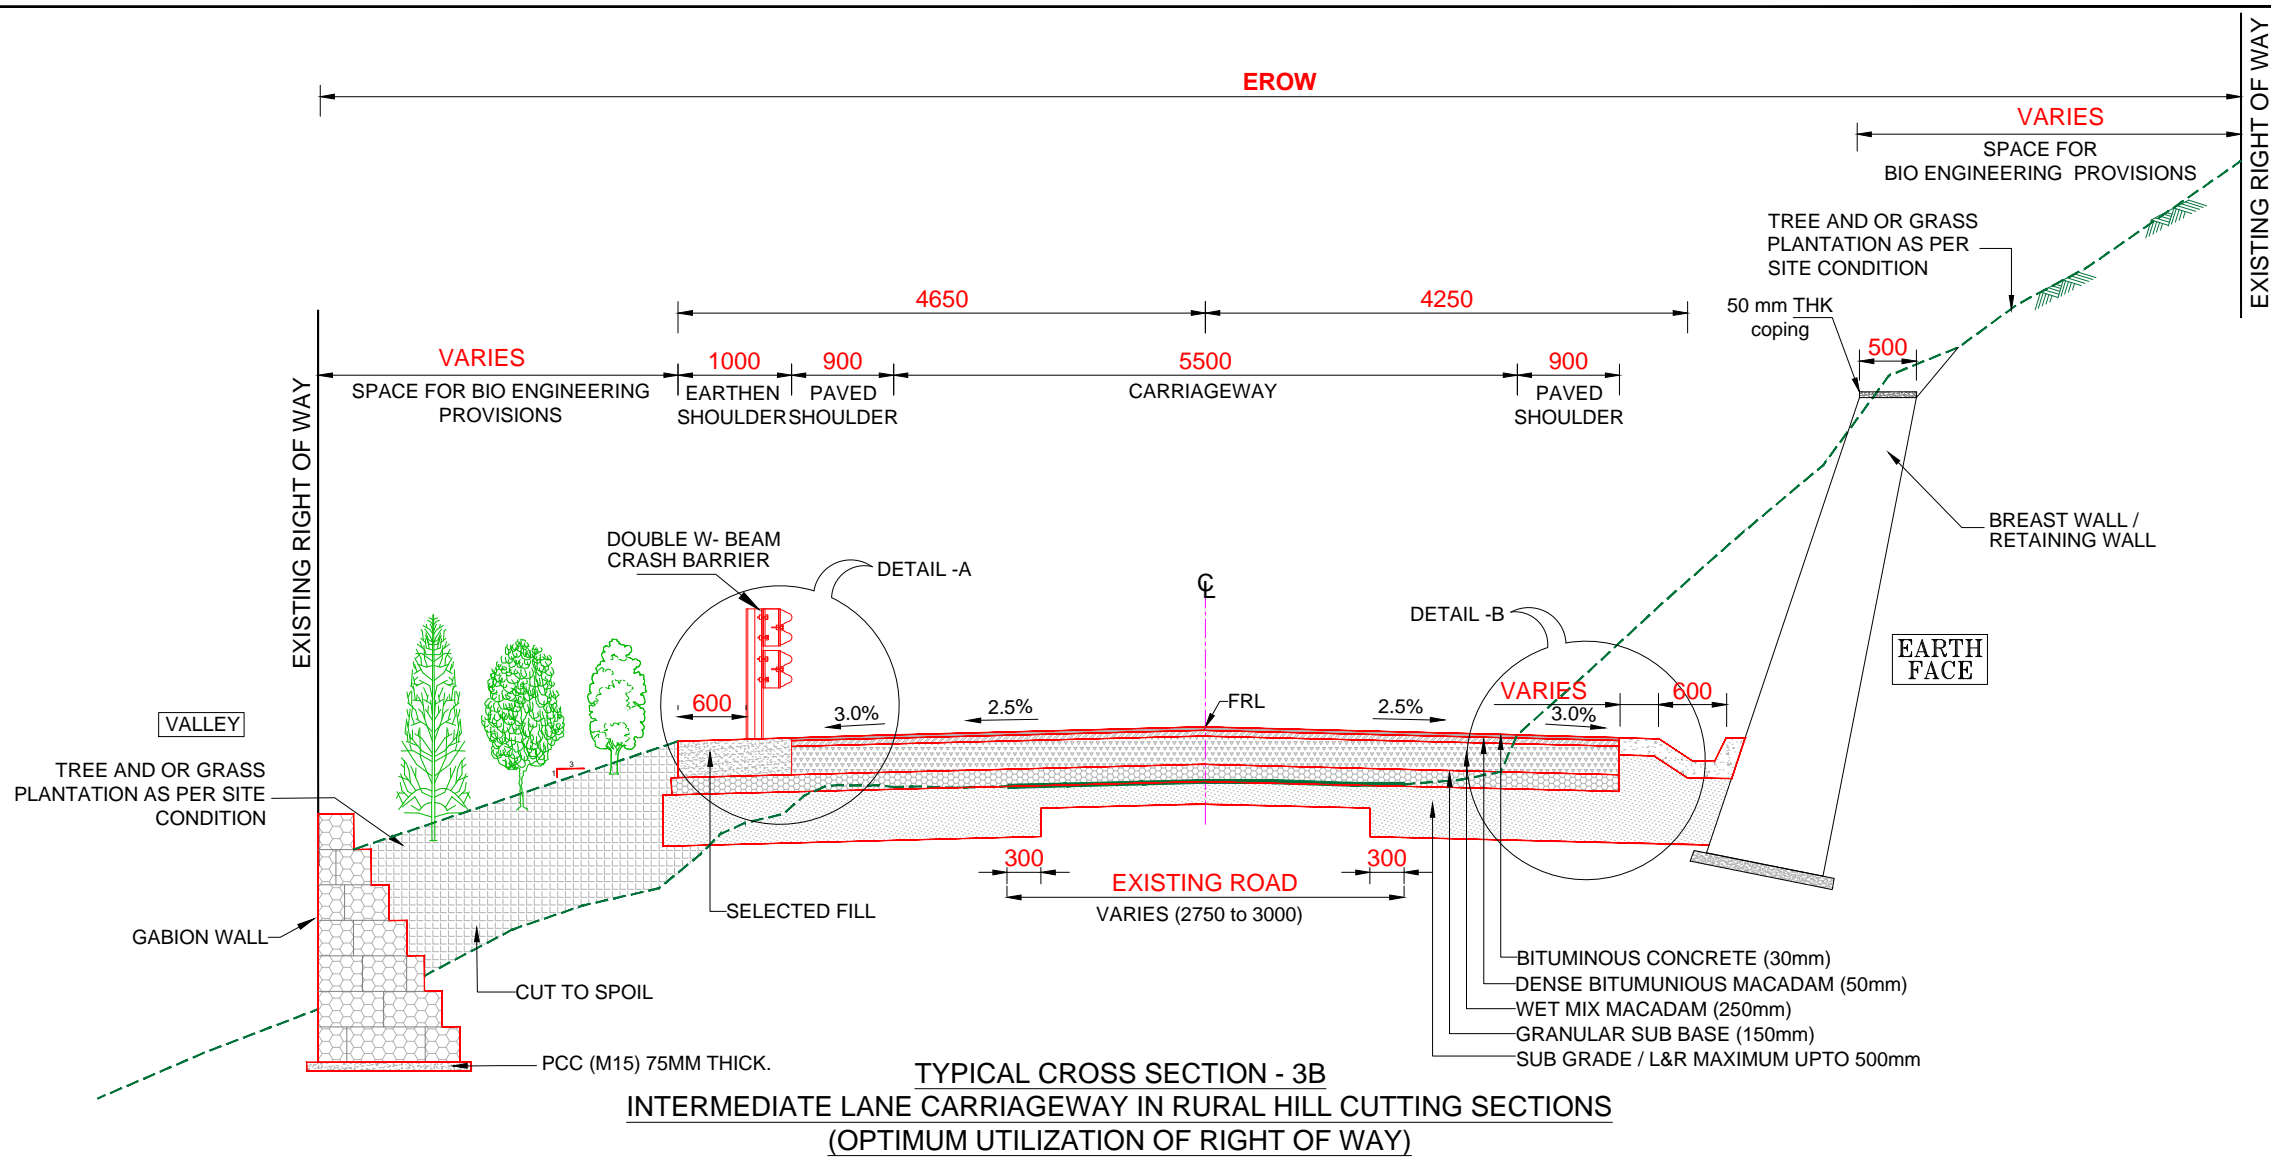 EROW
EXISTING RIGHT OF WAY
VARIES
SPACE FOR
BIO ENGINEERING PROVISIONS
TREE AND OR GRASS
PLANTATION AS PER
SITE CONDITION
50 mm THK
coping
500
4650
4250
EXISTING RIGHT OF WAY
VARIES
SPACE FOR BIO ENGINEERING
PROVISIONS
1000
EARTHEN
SHOULDER
900
PAVED
SHOULDER
5500
CARRIAGEWAY
900
PAVED
SHOULDER
BREAST WALL /
RETAINING WALL
DOUBLE W- BEAM
CRASH BARRIER
DETAIL -A
℄
DETAIL -B
EARTH
FACE
600
3.0%
2.5%
FRL
2.5%
VARIES
3.0%
600
VALLEY
TREE AND OR GRASS
PLANTATION AS PER SITE
CONDITION
1
3
300
300
EXISTING ROAD
VARIES (2750 to 3000)
SELECTED FILL
GABION WALL
CUT TO SPOIL
BITUMINOUS CONCRETE (30mm)
DENSE BITUMUNIOUS MACADAM (50mm)
WET MIX MACADAM (250mm)
GRANULAR SUB BASE (150mm)
SUB GRADE / L&R MAXIMUM UPTO 500mm
PCC (M15) 75MM THICK.
TYPICAL CROSS SECTION - 3B
INTERMEDIATE LANE CARRIAGEWAY IN RURAL HILL CUTTING SECTIONS
(OPTIMUM UTILIZATION OF RIGHT OF WAY)